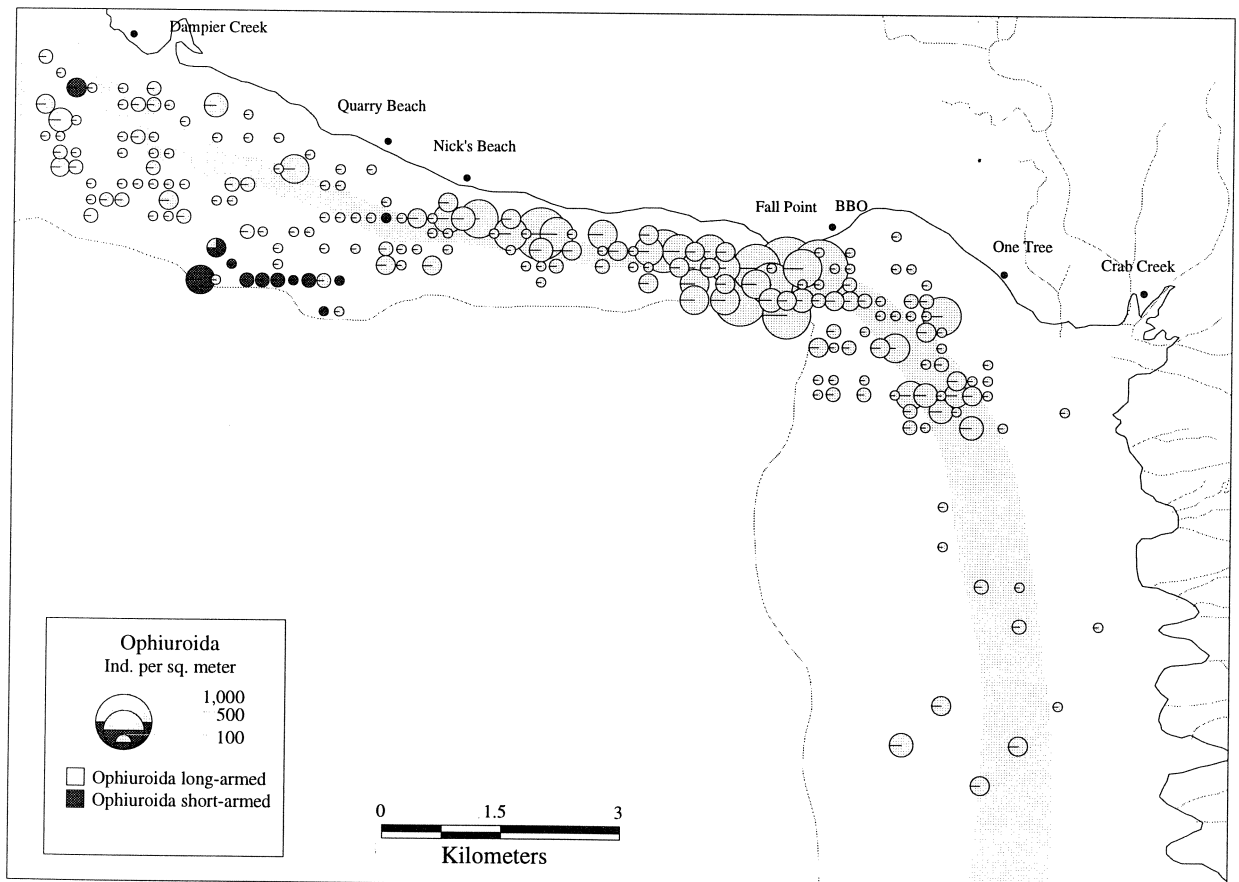 Dampier Creek
Quarry Beach
Nick's Beach
Fall Point BBO
One Tree
Crab Creek
Ophiuroida
Ind. per sq. meter
1,000
500
100
Ophiuroida long-armed
Ophiuroida short-armed
0 1.5 3
Kilometers